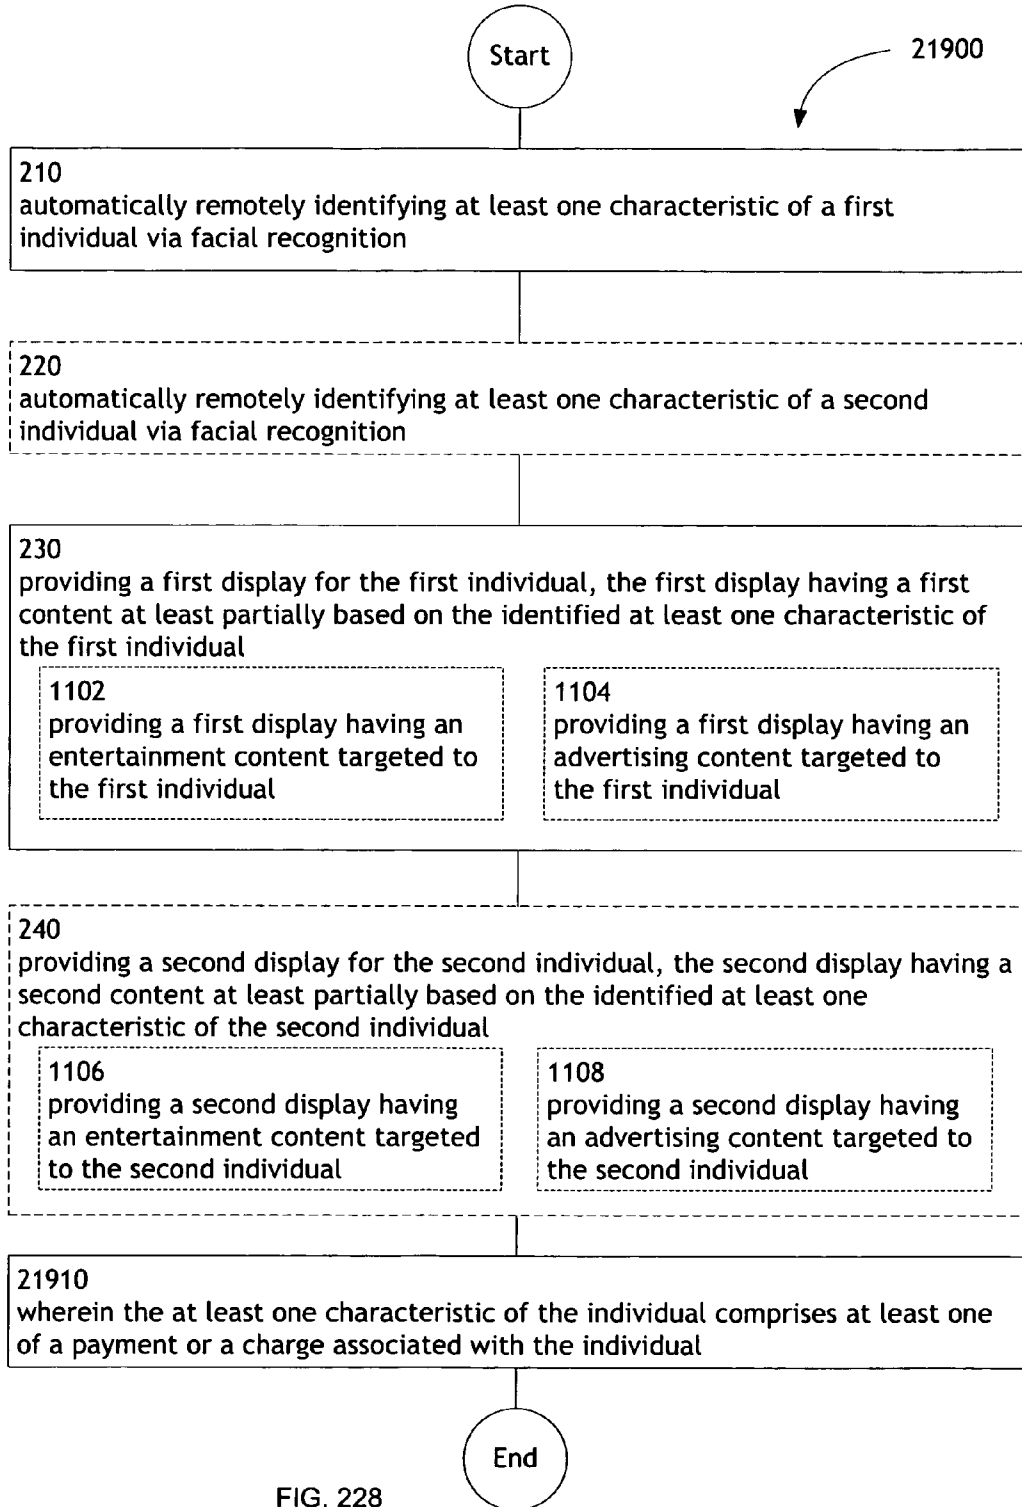 Start
21900
210
automatically remotely identifying at least one characteristic of a first
individual via facial recognition
220
automatically remotely identifying at least one characteristic of a second
individual via facial recognition
230
providing a first display for the first individual, the first display having a first
content at least partially based on the identified at least one characteristic of
the first individual
1102
providing a first display having an
entertainment content targeted to
the first individual
1104
providing a first display having an
advertising content targeted to
the first individual
240
providing a second display for the second individual, the second display having a
second content at least partially based on the identified at least one
characteristic of the second individual
1106
providing a second display having
an entertainment content targeted
to the second individual
1108
providing a second display having
an advertising content targeted to
the second individual
21910
wherein the at least one characteristic of the individual comprises at least one
of a payment or a charge associated with the individual
End
FIG. 228